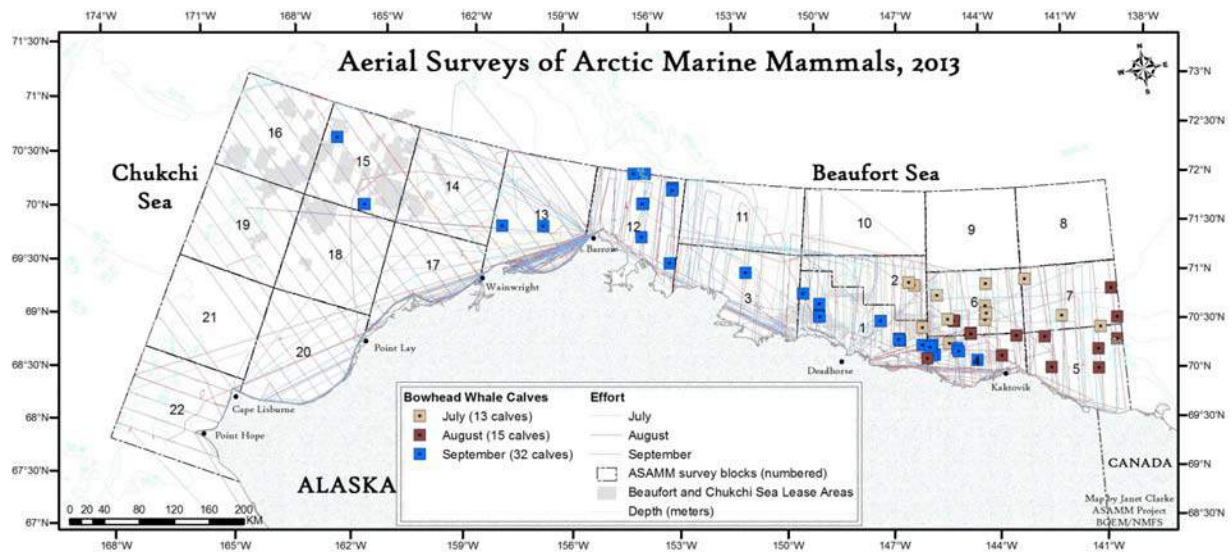 174°W 171°W 168°W 165°W 162°W 159°W 156°W 153°W 150°W 147°W 144°W 141°W 138°W
71°30'N
71°N
70°30'N
70°N
69°30'N
69°N
68°30'N
68°N
67°30'N
67°N
Aerial Surveys of Arctic Marine Mammals, 2013
73°N
72°30'N
72°N
71°30'N
71°N
70°30'N
70°N
69°30'N
69°N
68°30'N
Chukchi
Sea
Beaufort Sea
16
15
14
13
12
11
10
9
8
19
18
17
3
2
1
6
7
4
5
21
20
22
Barrow
Wainwright
Point Lay
Cape Lisburne
Point Hope
Deadhorse
Kaktovik
ALASKA
CANADA
Bowhead Whale Calves
July (13 calves)
August (15 calves)
September (32 calves)
Effort
July
August
September
ASAMM survey blocks (numbered)
Beaufort and Chukchi Sea Lease Areas
Depth (meters)
0 20 40 80 120 160 200
KM
Map by Janet Clarke
ASAMM Project
BOEM/NMFS
168°W 165°W 162°W 159°W 156°W 153°W 150°W 147°W 144°W 141°W